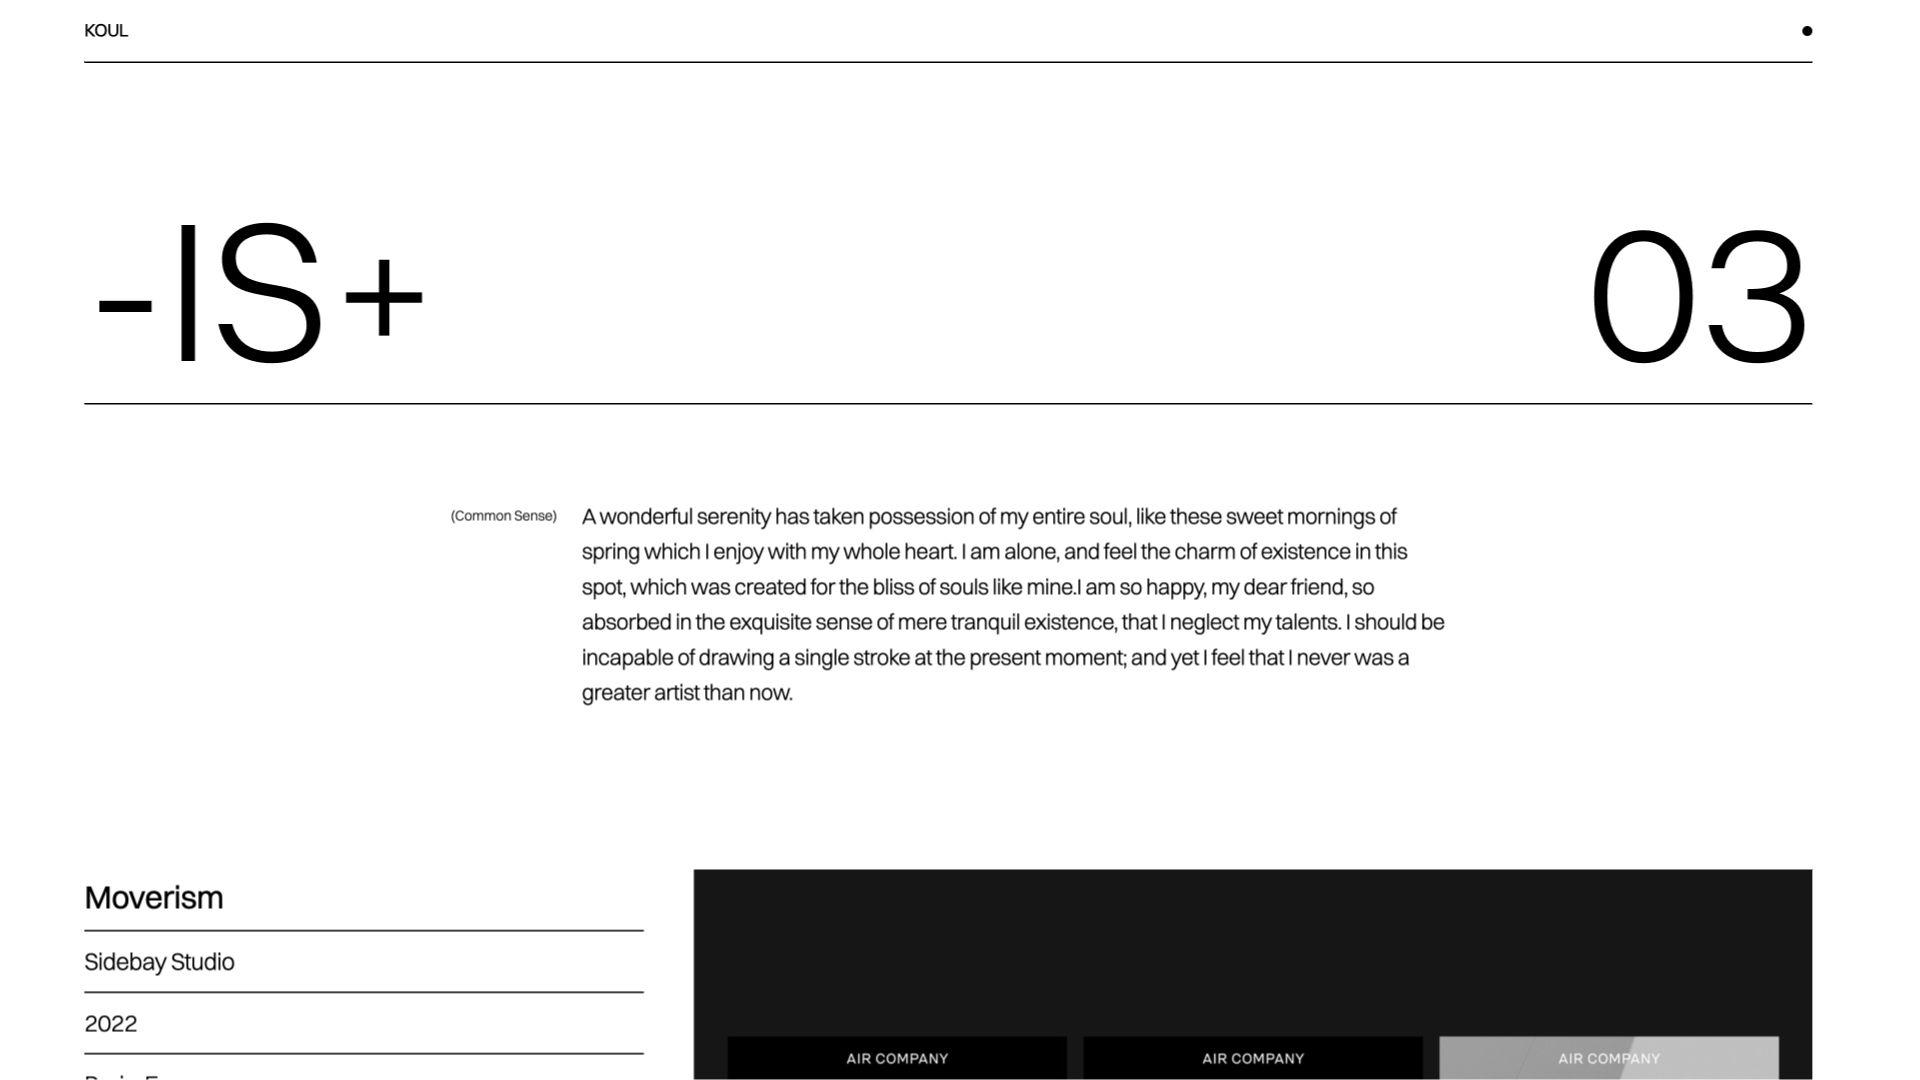 KOUL
-IS+
03
(Common Sense)
A wonderful serenity has taken possession of my entire soul, like these sweet mornings of
spring which I enjoy with my whole heart. I am alone, and feel the charm of existence in this
spot, which was created for the bliss of souls like mine.I am so happy, my dear friend, so
absorbed in the exquisite sense of mere tranquil existence, that I neglect my talents. I should be
incapable of drawing a single stroke at the present moment; and yet I feel that I never was a
greater artist than now.
Moverism
Sidebay Studio
2022
AIR COMPANY
AIR COMPANY
AIR COMPANY